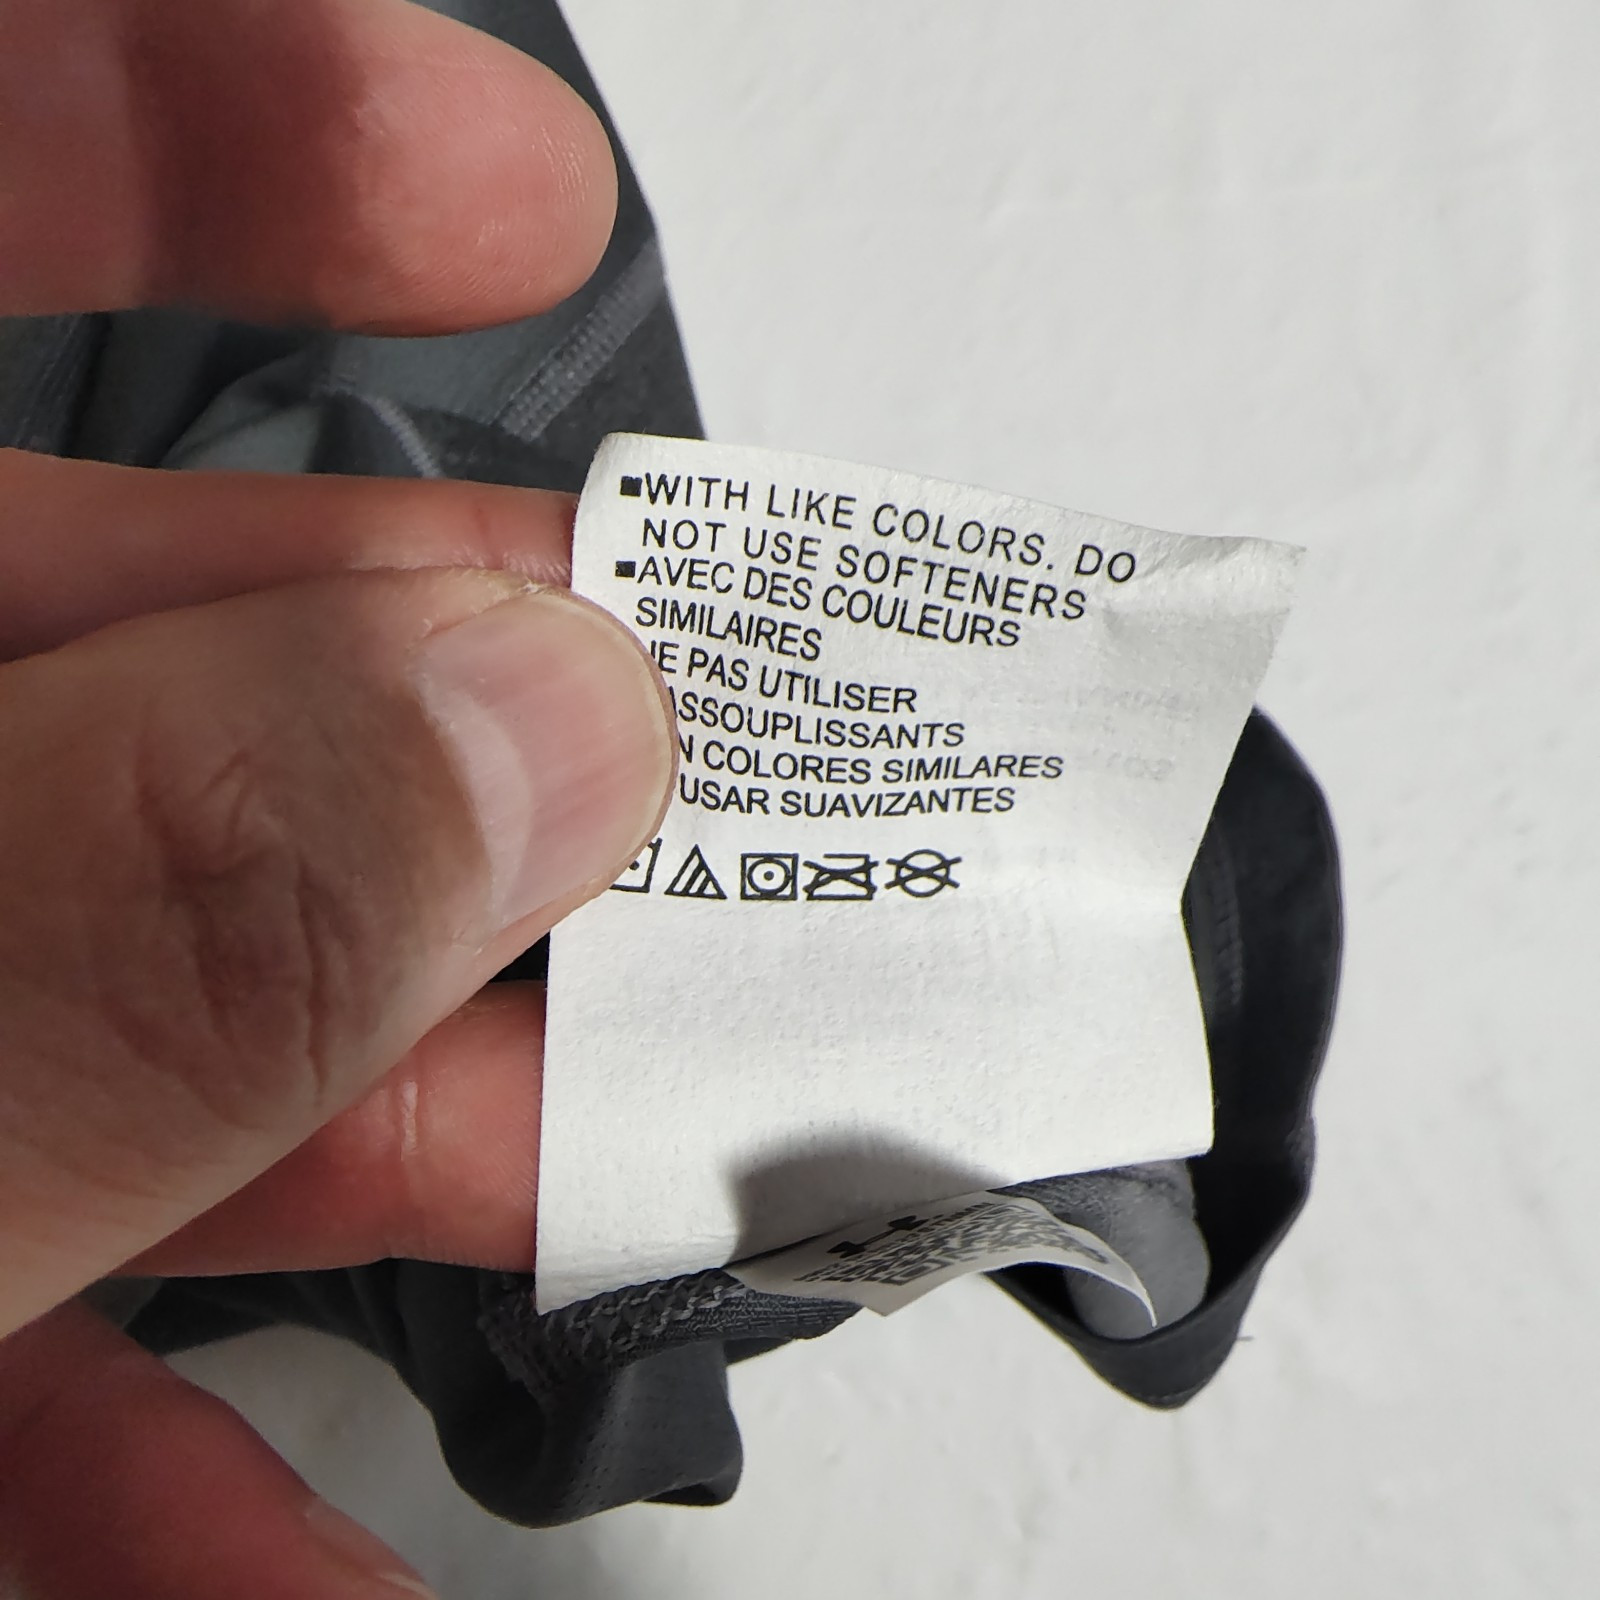 ■WITH LIKE COLORS. DO
NOT USE SOFTENERS
■AVEC DES COULEURS
SIMILAIRES
PAS UTILISER
ASSOUPLISSANTS
COLORES SIMILARES
USAR SUAVIZANTES